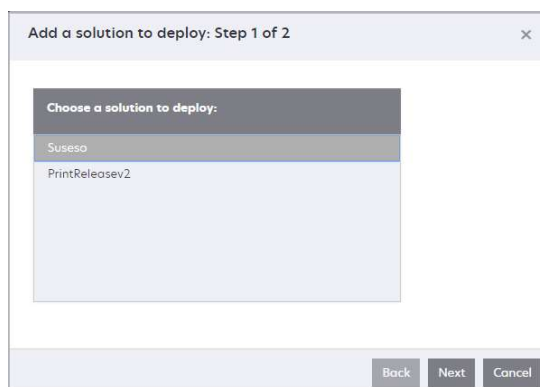 Add a solution to deploy: Step 1 of 2
×
Choose a solution to deploy:
Suseso
PrintReleasev2
Back Next Cancel